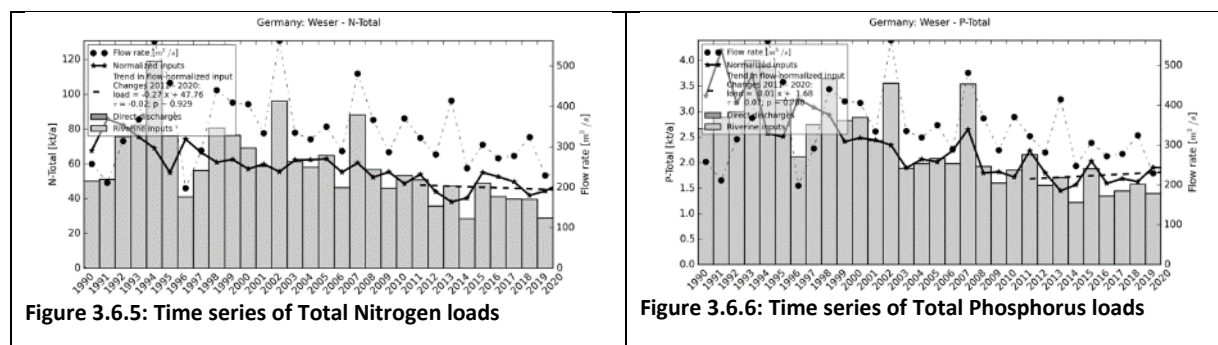 Germany: Weser - N-Total
Flow rate [m³/s]
Normalized inputs
Trend in flow-normalized input
Changes 2011 - 2020:
load = -0.27 x + 47.76
τ = -0.02; p ~ 0.929
Direct discharges
Riverine inputs
N-Total [kt/a]
120
100
80
60
40
20
0
Flow rate [m³/s]
500
400
300
200
100
0
1990 1991 1992 1993 1994 1995 1996 1997 1998 1999 2000 2001 2002 2003 2004 2005 2006 2007 2008 2009 2010 2011 2012 2013 2014 2015 2016 2017 2018 2019 2020
Figure 3.6.5: Time series of Total Nitrogen loads
Germany: Weser - P-Total
Flow rate [m³/s]
Normalized inputs
Trend in flow-normalized input
Changes 2011 - 2020:
load = 0.01 x + 1.68
Direct discharges
Riverine inputs
P-Total [kt/a]
4.0
3.5
3.0
2.5
2.0
1.5
1.0
0.5
0.0
Flow rate [m³/s]
500
400
300
200
100
0
1990 1991 1992 1993 1994 1995 1996 1997 1998 1999 2000 2001 2002 2003 2004 2005 2006 2007 2008 2009 2010 2011 2012 2013 2014 2015 2016 2017 2018 2019 2020
Figure 3.6.6: Time series of Total Phosphorus loads